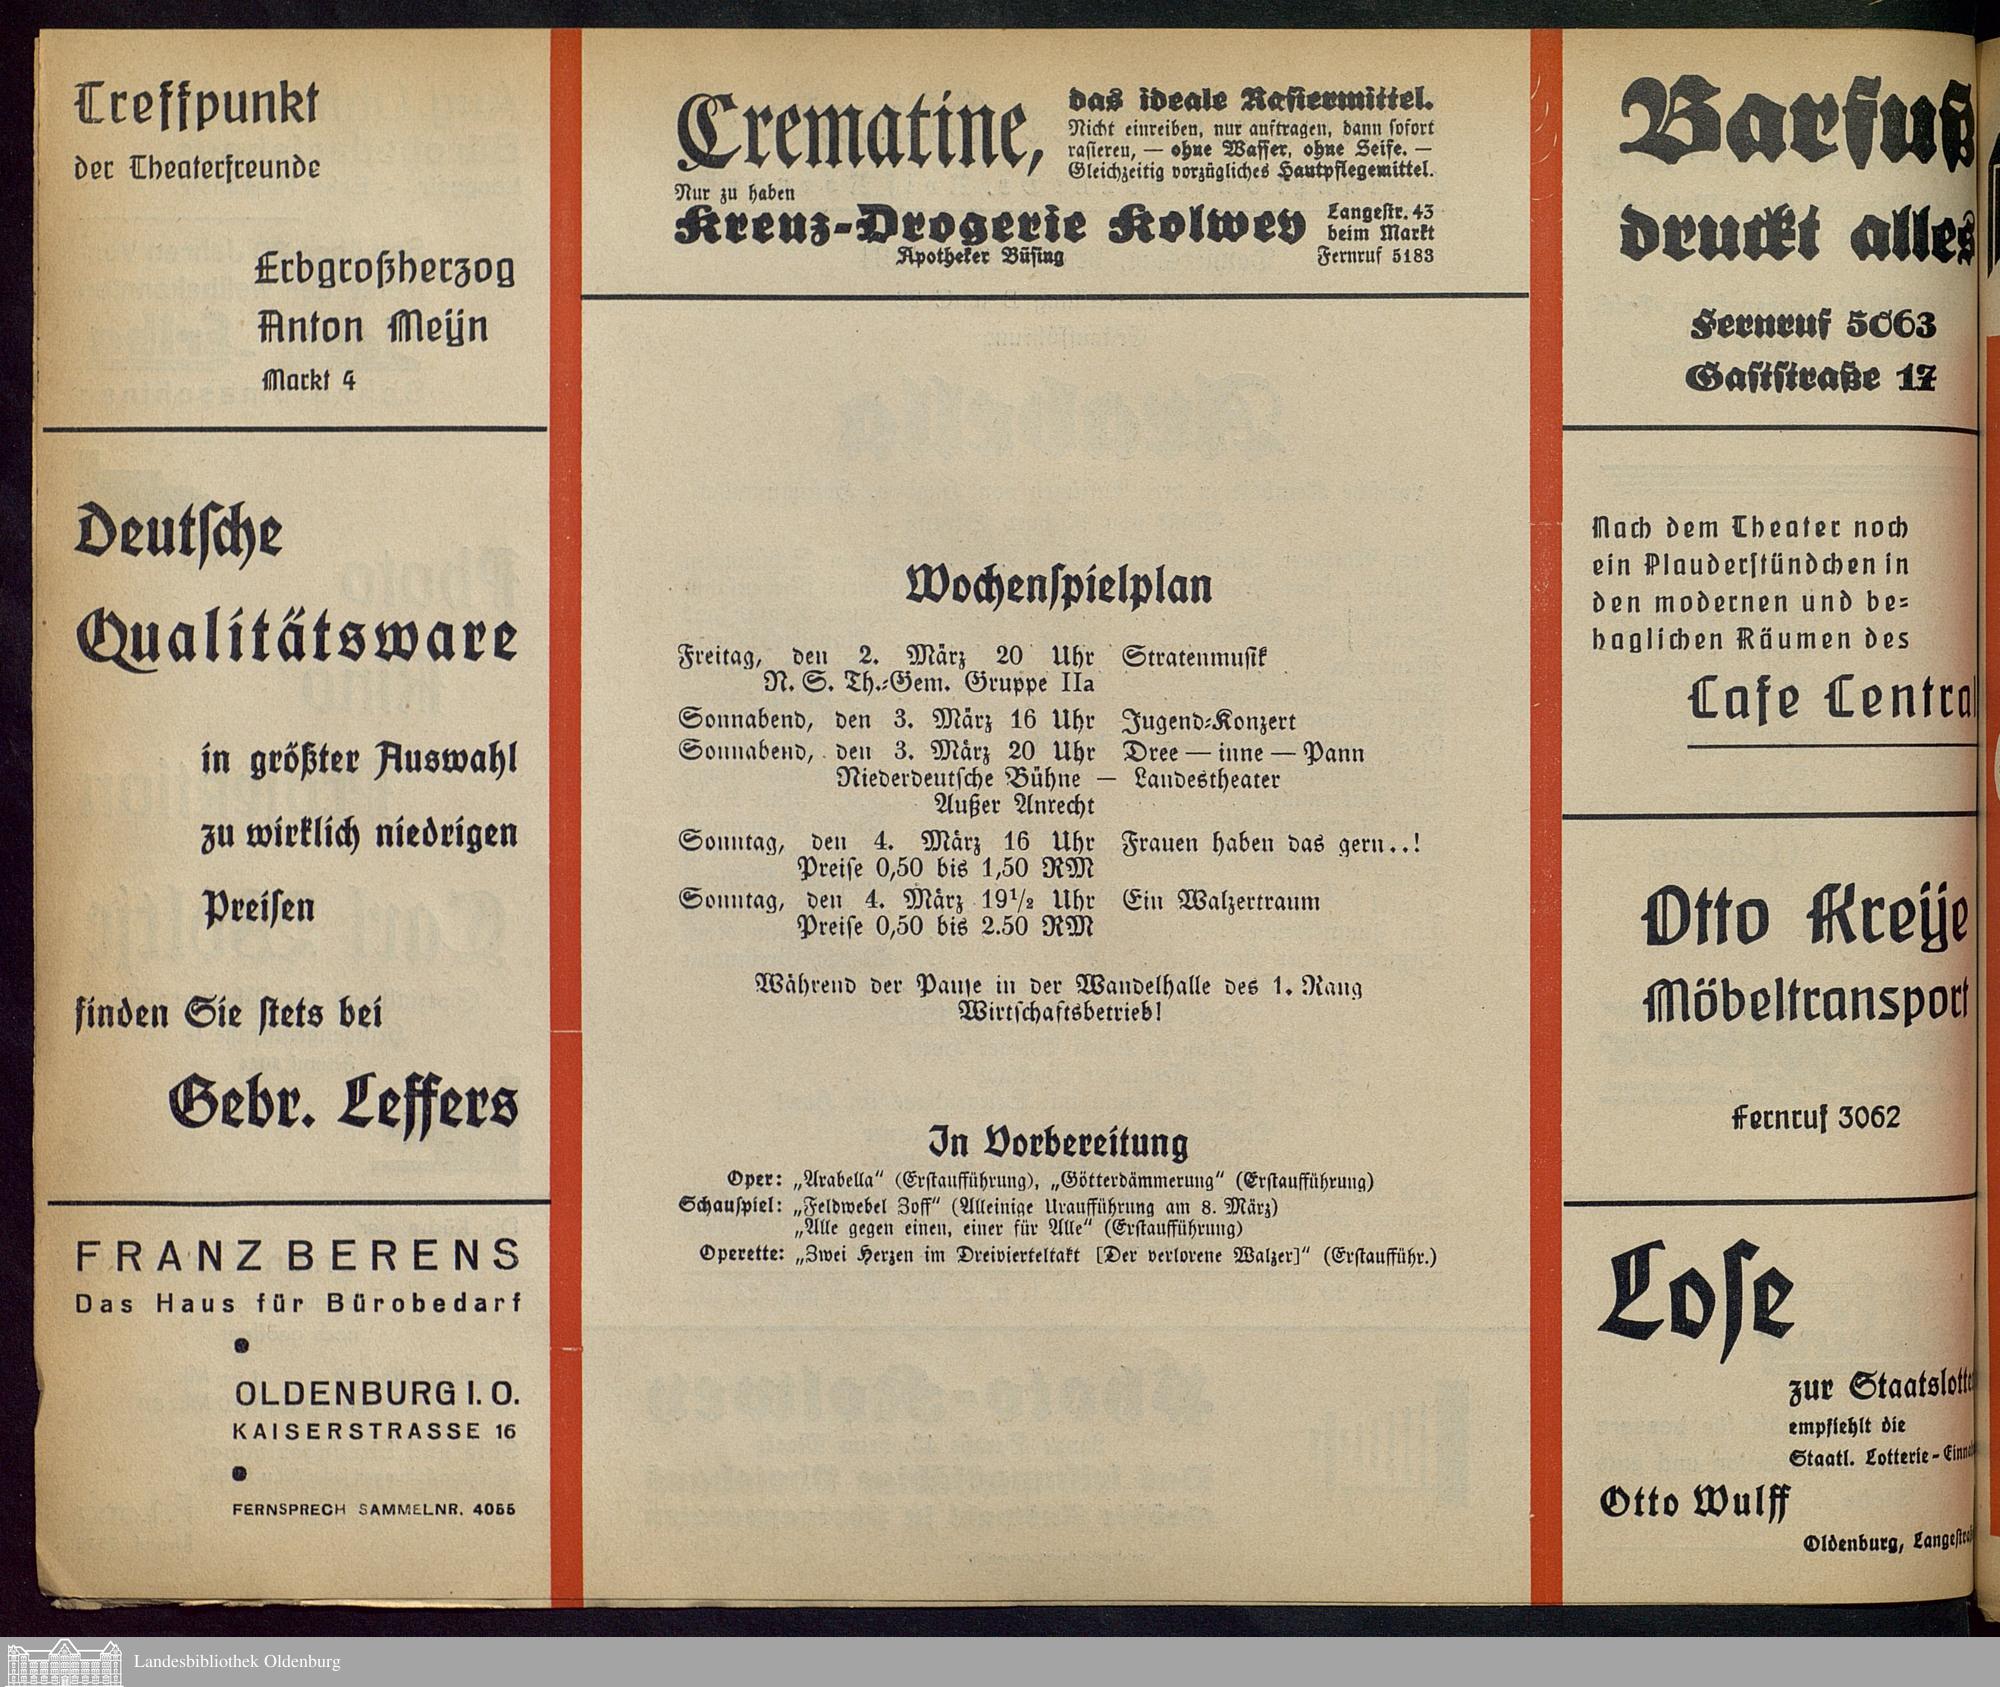 Treffpunkt
der Theaterfreunde
Erbgroßherzog
Anton Meijn
Markt 4
Deutsche
Qualitätsware
in größter Auswahl
zu wirklich niedrigen
Preisen
finden Sie stets bei
Gebr. Leffers
FRANZ BERENS
Das Haus für Bürobedarf
OLDENBURG I. O.
KAISERSTRASSE 16
FERNSPRECH SAMMELNR. 4055
Crematine,
das ideale Rasiermittel.
Nicht einreiben, nur auftragen, dann sofort
rasieren, — ohne Wasser, ohne Seife. —
Gleichzeitig vorzügliches Hautpflegemittel.
Nur zu haben
Kreuz-Drogerie Kolwey
Apotheker Büsing
Langestr. 43
beim Markt
Fernruf 5183
Wochenspielplan
Freitag, den 2. März 20 Uhr Stratenmusik
N. S. Th.-Gem. Gruppe IIa
Sonnabend, den 3. März 16 Uhr Jugend-Konzert
Sonnabend, den 3. März 20 Uhr Dree — inne — Pann
Niederdeutsche Bühne — Landestheater
Außer Anrecht
Sonntag, den 4. März 16 Uhr Frauen haben das gern..!
Preise 0,50 bis 1,50 RM
Sonntag, den 4. März 19½ Uhr Ein Walzertraum
Preise 0,50 bis 2.50 RM
Während der Pause in der Wandelhalle des 1. Rang
Wirtschaftsbetrieb!
In Vorbereitung
Oper: „Arabella“ (Erstaufführung), „Götterdämmerung“ (Erstaufführung)
Schauspiel: „Feldwebel Zoff“ (Alleinige Uraufführung am 8. März)
„Alle gegen einen, einer für Alle“ (Erstaufführung)
Operette: „Zwei Herzen im Dreivierteltakt [Der verlorene Walzer]“ (Erstaufführ.)
Barfuß
druckt alles
Fernruf 5063
Gaststraße 17
Nach dem Theater noch
ein Plauderstündchen in
den modernen und be-
haglichen Räumen des
Cafe Central
Otto Kreije
Möbeltransport
Fernruf 3062
Lose
zur Staatslotte
empfiehlt die
Staatl. Lotterie-Einna
Otto Wulff
Oldenburg, Langestra
Landesbibliothek Oldenburg